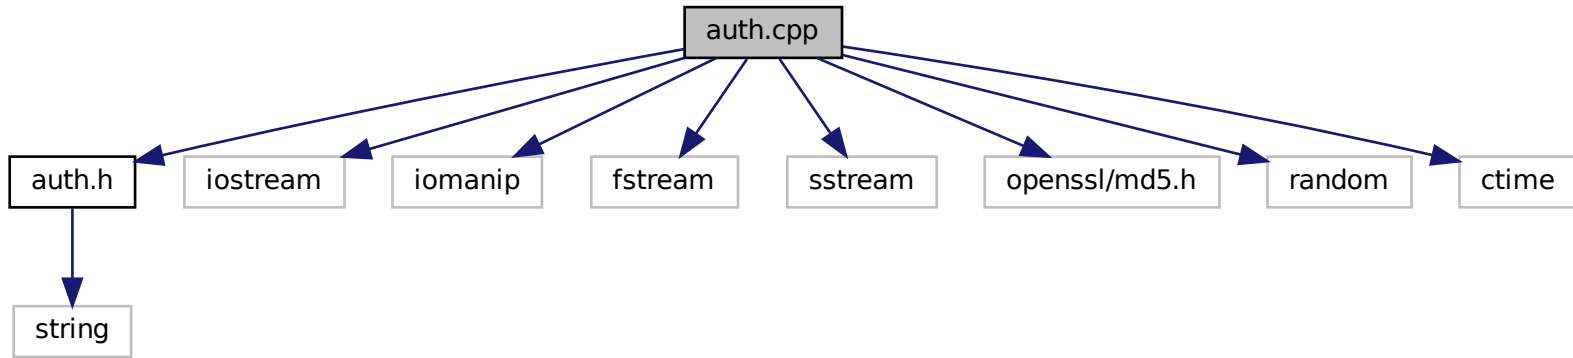 auth.cpp
auth.h
iostream
iomanip
fstream
sstream
openssl/md5.h
random
ctime
string